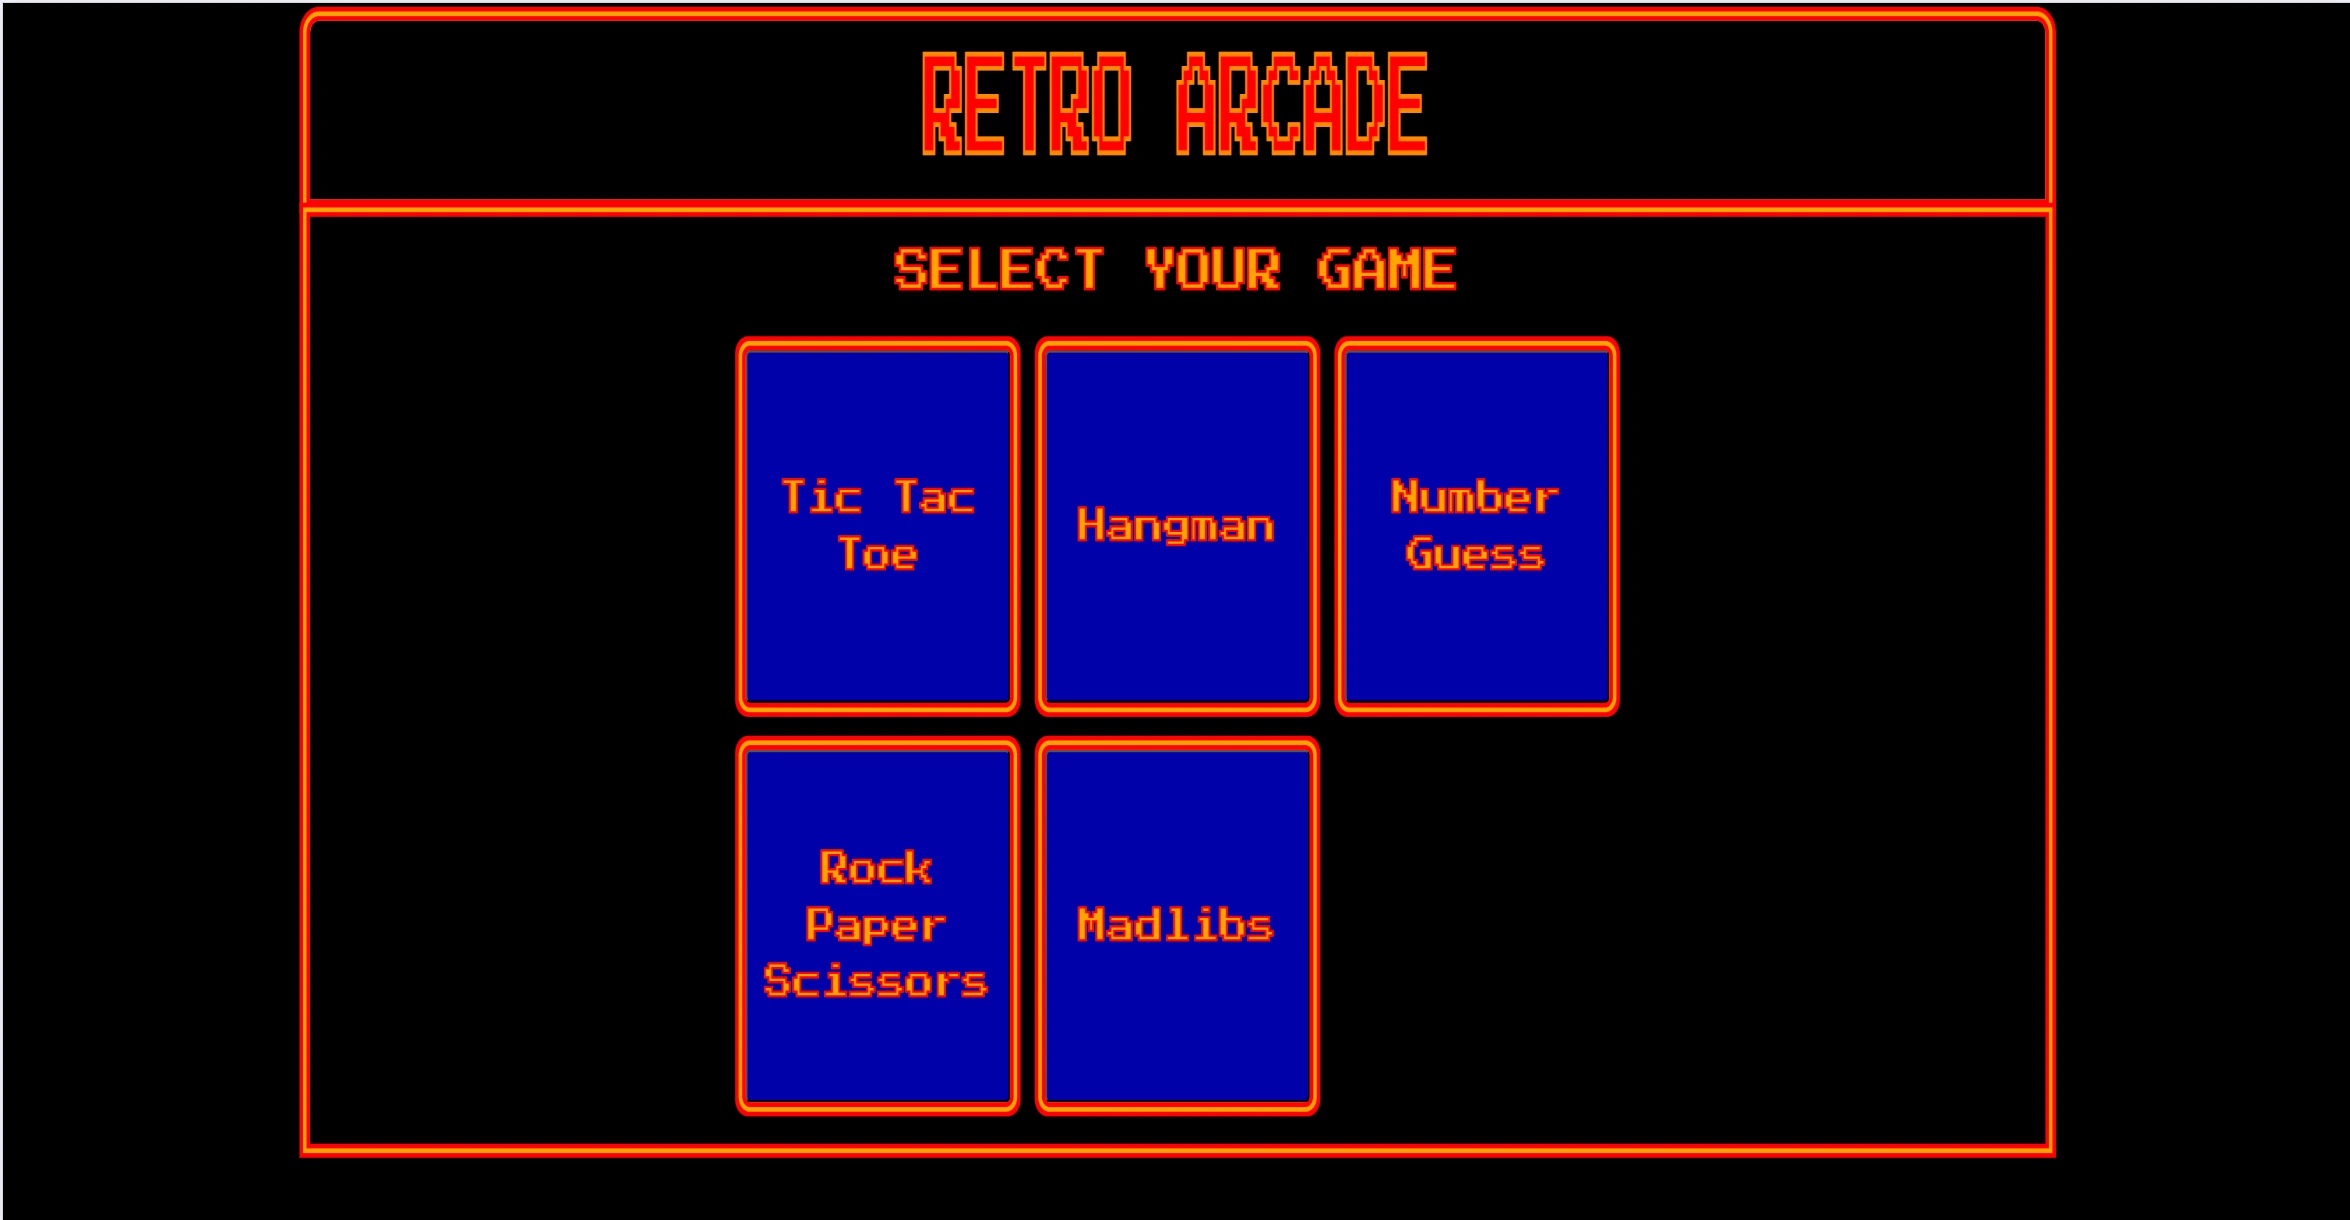 RETRO ARCADE
SELECT YOUR GAME
Tic Tac
Toe
Hangman
Number
Guess
Rock
Paper
Scissors
Madlibs